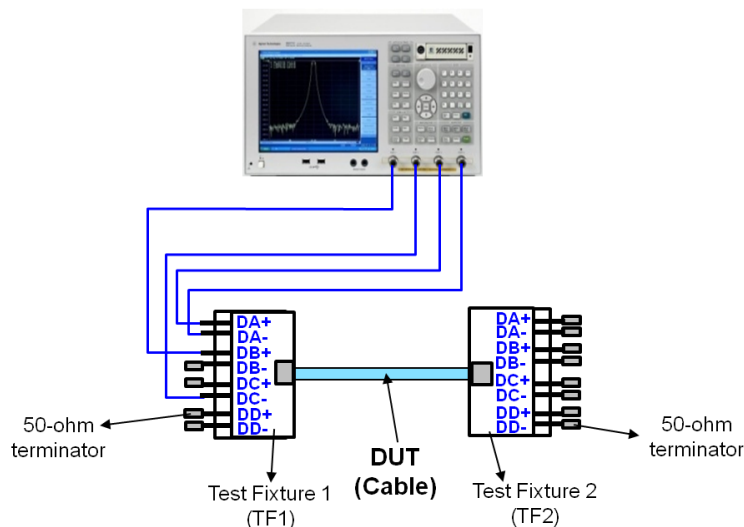 DA+
DA-
DB+
DB-
DC+
DC-
DD+
DD-
DA+
DA-
DB+
DB-
DC+
DC-
DD+
DD-
50-ohm
terminator
50-ohm
terminator
DUT
(Cable)
Test Fixture 1
(TF1)
Test Fixture 2
(TF2)